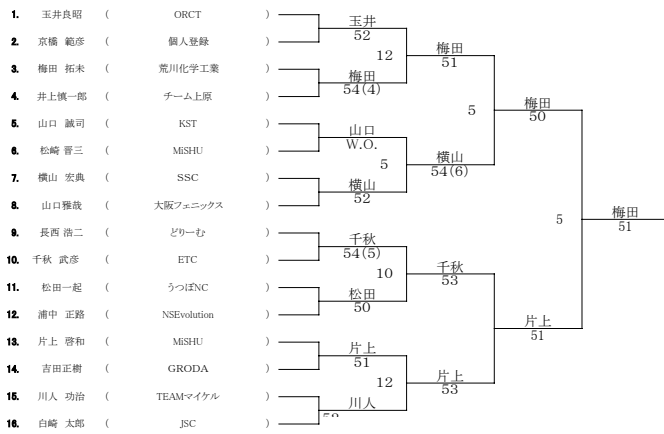 1. 玉井良昭 ( ORCT )
2. 京橋 範彦 ( 個人登録 )
3. 梅田 拓未 ( 荒川化学工業 )
4. 井上慎一郎 ( チーム上原 )
5. 山口 誠司 ( KST )
6. 松崎 晋三 ( MiSHU )
7. 横山 宏典 ( SSC )
8. 山口雅哉 ( 大阪フェニックス )
9. 長西 浩二 ( どりーむ )
10. 千秋 武彦 ( ETC )
11. 松田一起 ( うつぼNC )
12. 浦中 正路 ( NSEvolution )
13. 片上 啓和 ( MiSHU )
14. 吉田正樹 ( GRODA )
15. 川人 功治 ( TEAMマイケル )
16. 白崎 太郎 ( JSC )
玉井
52
12
梅田
54(4)
山口
W.O.
5
横山
52
千秋
54(5)
10
松田
50
片上
51
12
川人
梅田
51
5
横山
54(6)
千秋
53
片上
53
梅田
50
5
片上
51
梅田
51